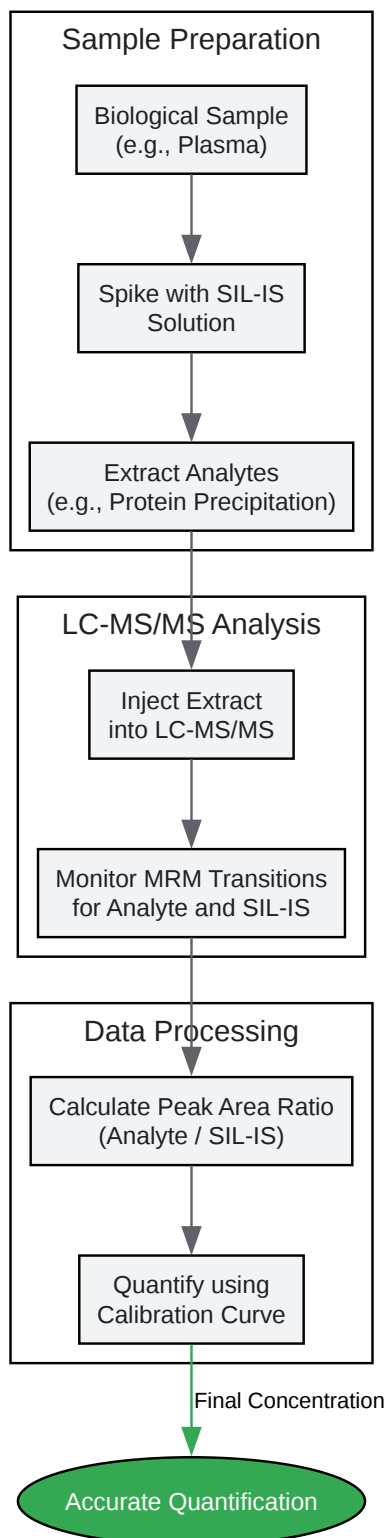 Sample Preparation
Biological Sample
(e.g., Plasma)
Spike with SIL-IS
Solution
Extract Analytes
(e.g., Protein Precipitation)
LC-MS/MS Analysis
Inject Extract
into LC-MS/MS
Monitor MRM Transitions
for Analyte and SIL-IS
Data Processing
Calculate Peak Area Ratio
(Analyte / SIL-IS)
Quantify using
Calibration Curve
Final Concentration
Accurate Quantification